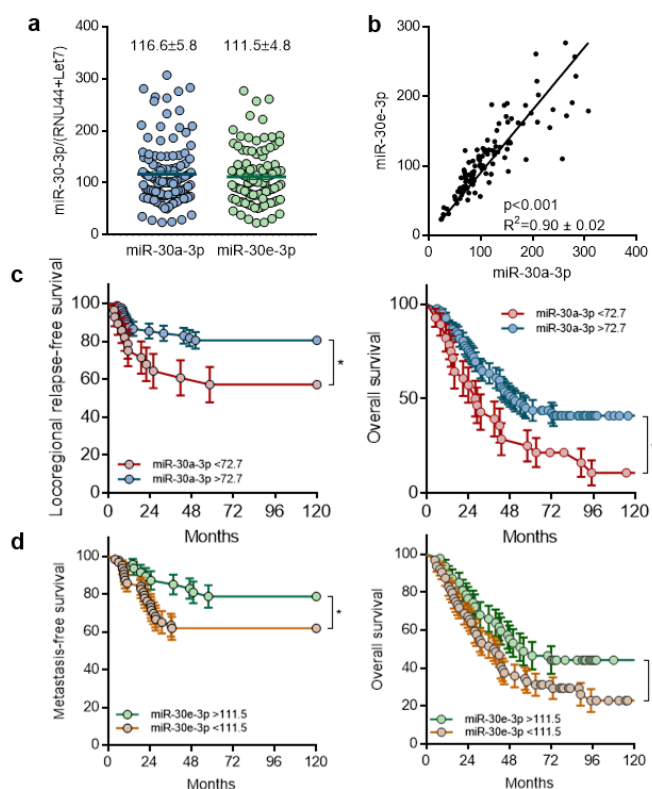 a
116.6±5.8 111.5±4.8
miR-30-3p/(RNU44+Let7)
400
300
200
100
0
miR-30a-3p miR-30e-3p
b
miR-30e-3p
300
200
100
0
p<0.001
R²=0.90 ± 0.02
0 100 200 300 400
miR-30a-3p
c
Locoregional relapse-free survival
100
80
60
40
20
0
*
miR-30a-3p <72.7
miR-30a-3p >72.7
0 24 48 72 96 120
Months
Overall survival
100
50
0
miR-30a-3p <72.7
miR-30a-3p >72.7
0 24 48 72 96 120
Months
d
Metastasis-free survival
100
80
60
40
20
0
*
miR-30e-3p >111.5
miR-30e-3p <111.5
0 24 48 72 96 120
Months
Overall survival
100
80
60
40
20
0
miR-30e-3p >111.5
miR-30e-3p <111.5
0 24 48 72 96 120
Months